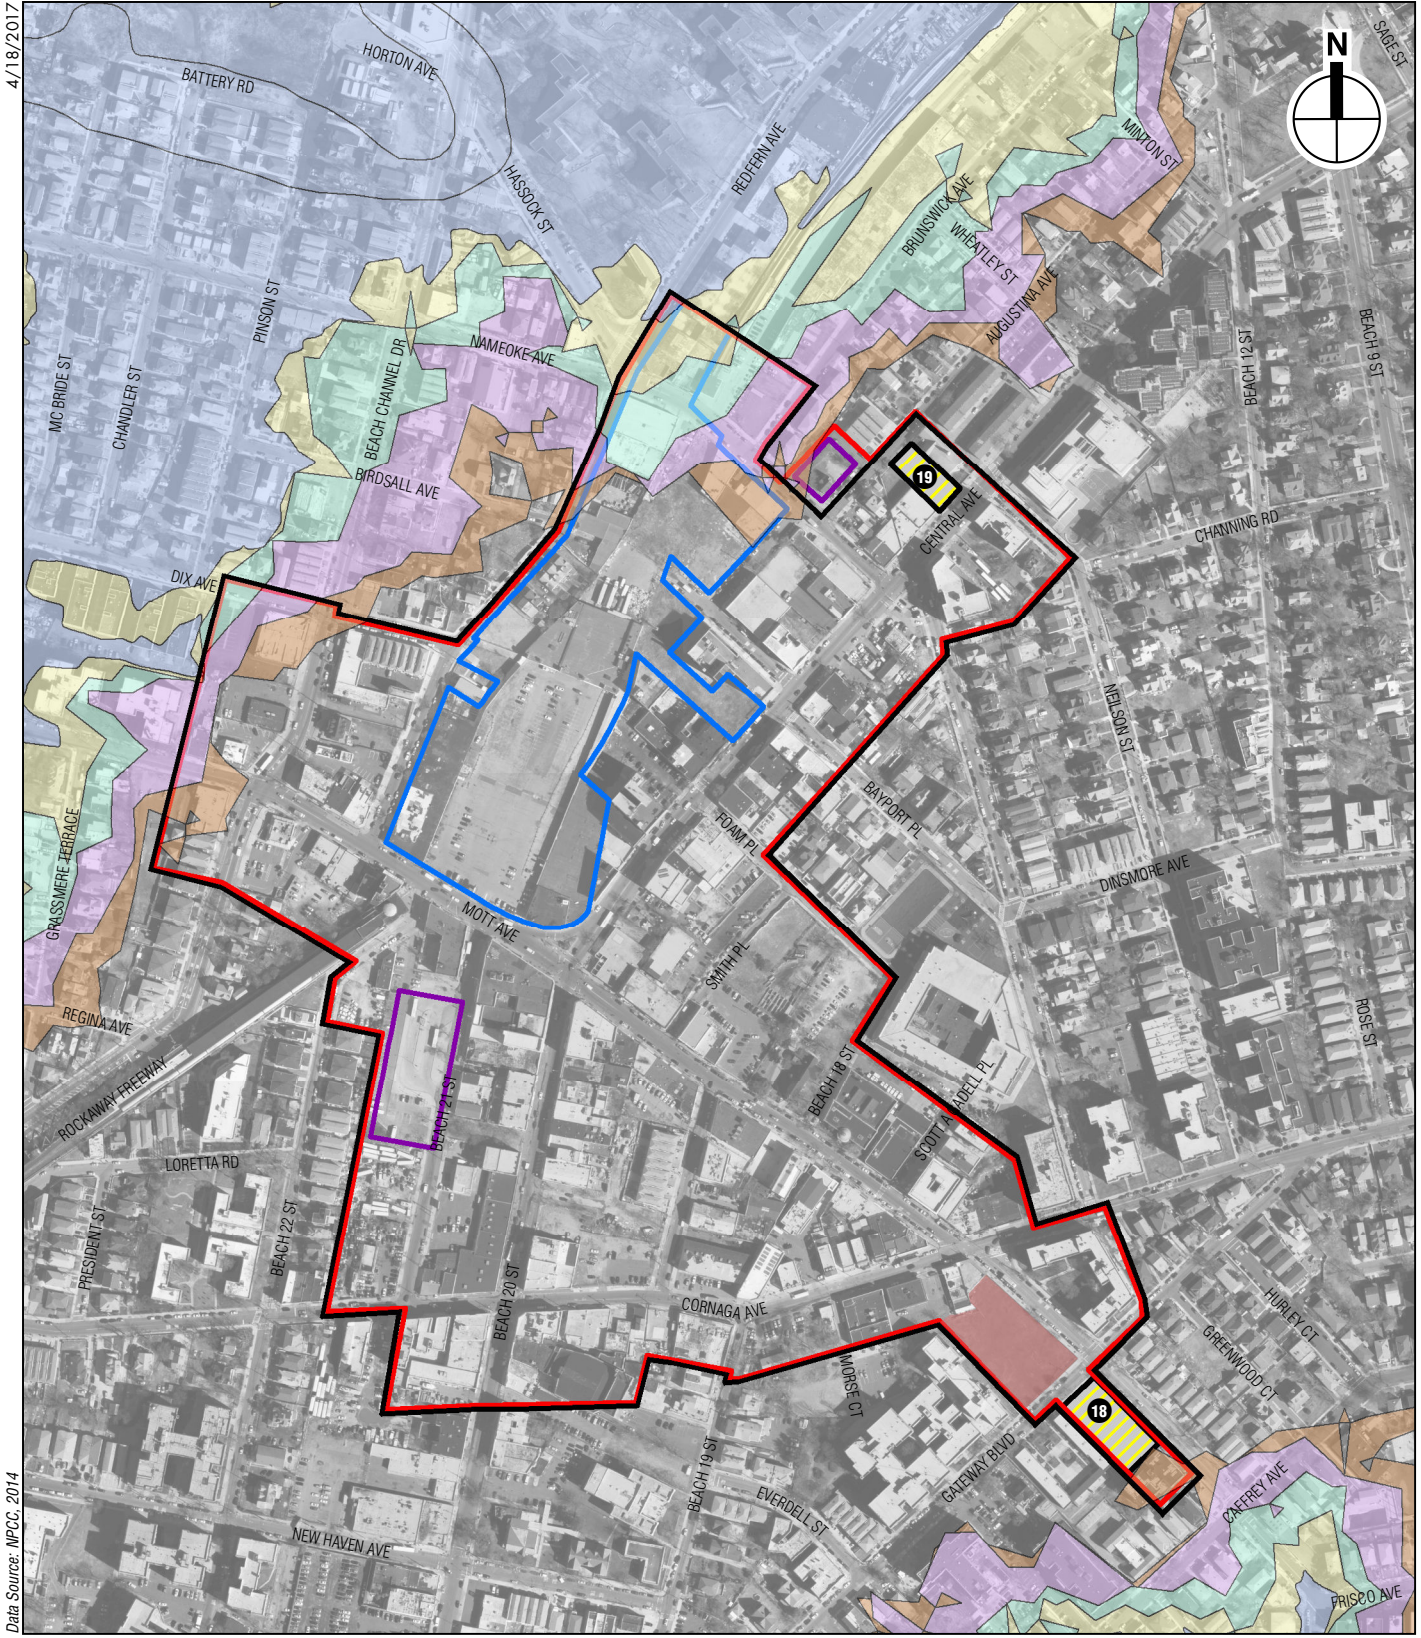 4/18/2017
HORTON AVE
BATTERY RD
N
SAGE ST
REDFERN AVE
MINTON ST
HASSOCK ST
BRUNSWICK AVE
WHEATLEY ST
AUGUSTINA AVE
PINSON ST
NAMEOKE AVE
BEACH 12 ST
BEACH 9 ST
MC BRIDE ST
CHANDLER ST
BEACH CHANNEL DR
BIRDSALL AVE
19
CENTRAL AVE
CHANNING RD
DIX AVE
NEILSON ST
BAYPORT PL
FOAM PL
GRASSMERE TERRACE
DINSMORE AVE
MOTT AVE
SMITH PL
REGINA AVE
ROSE ST
ROCKAWAY FREEWAY
BEACH 21 ST
BEACH 18 ST
SCOTT A GADELL PL
LORETTA RD
PRESIDENT ST
BEACH 22 ST
BEACH 20 ST
CORNAGA AVE
HURLEY CT
GREENWOOD CT
MORSE CT
18
GATEWAY BLVD
BEACH 19 ST
EVERDELL ST
CAFFREY AVE
NEW HAVEN AVE
FRISCO AVE
Data Source: NPCC, 2014